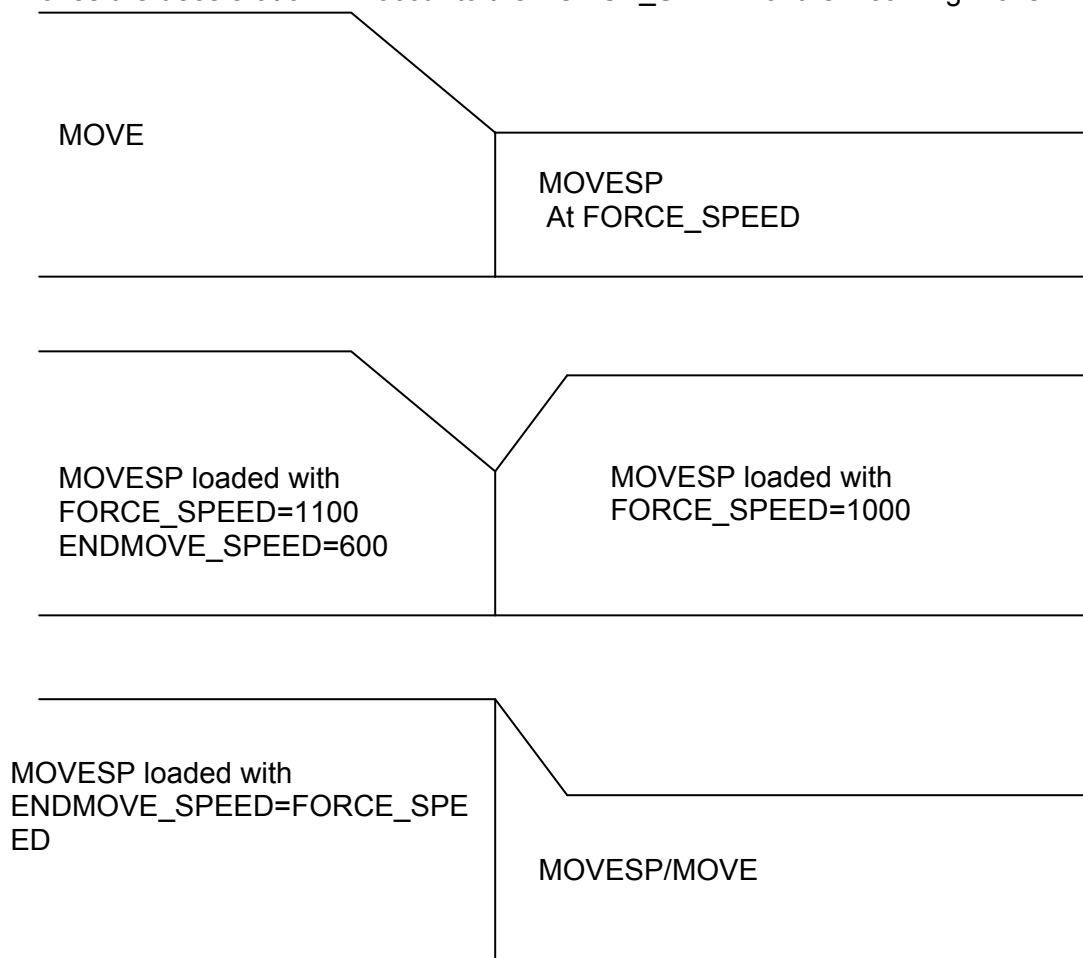 MOVE
MOVESP
At FORCE_SPEED
MOVESP loaded with
FORCE_SPEED=1100
ENDMOVE_SPEED=600
MOVESP loaded with
FORCE_SPEED=1000
MOVESP loaded with
ENDMOVE_SPEED=FORCE_SPE
ED
MOVESP/MOVE